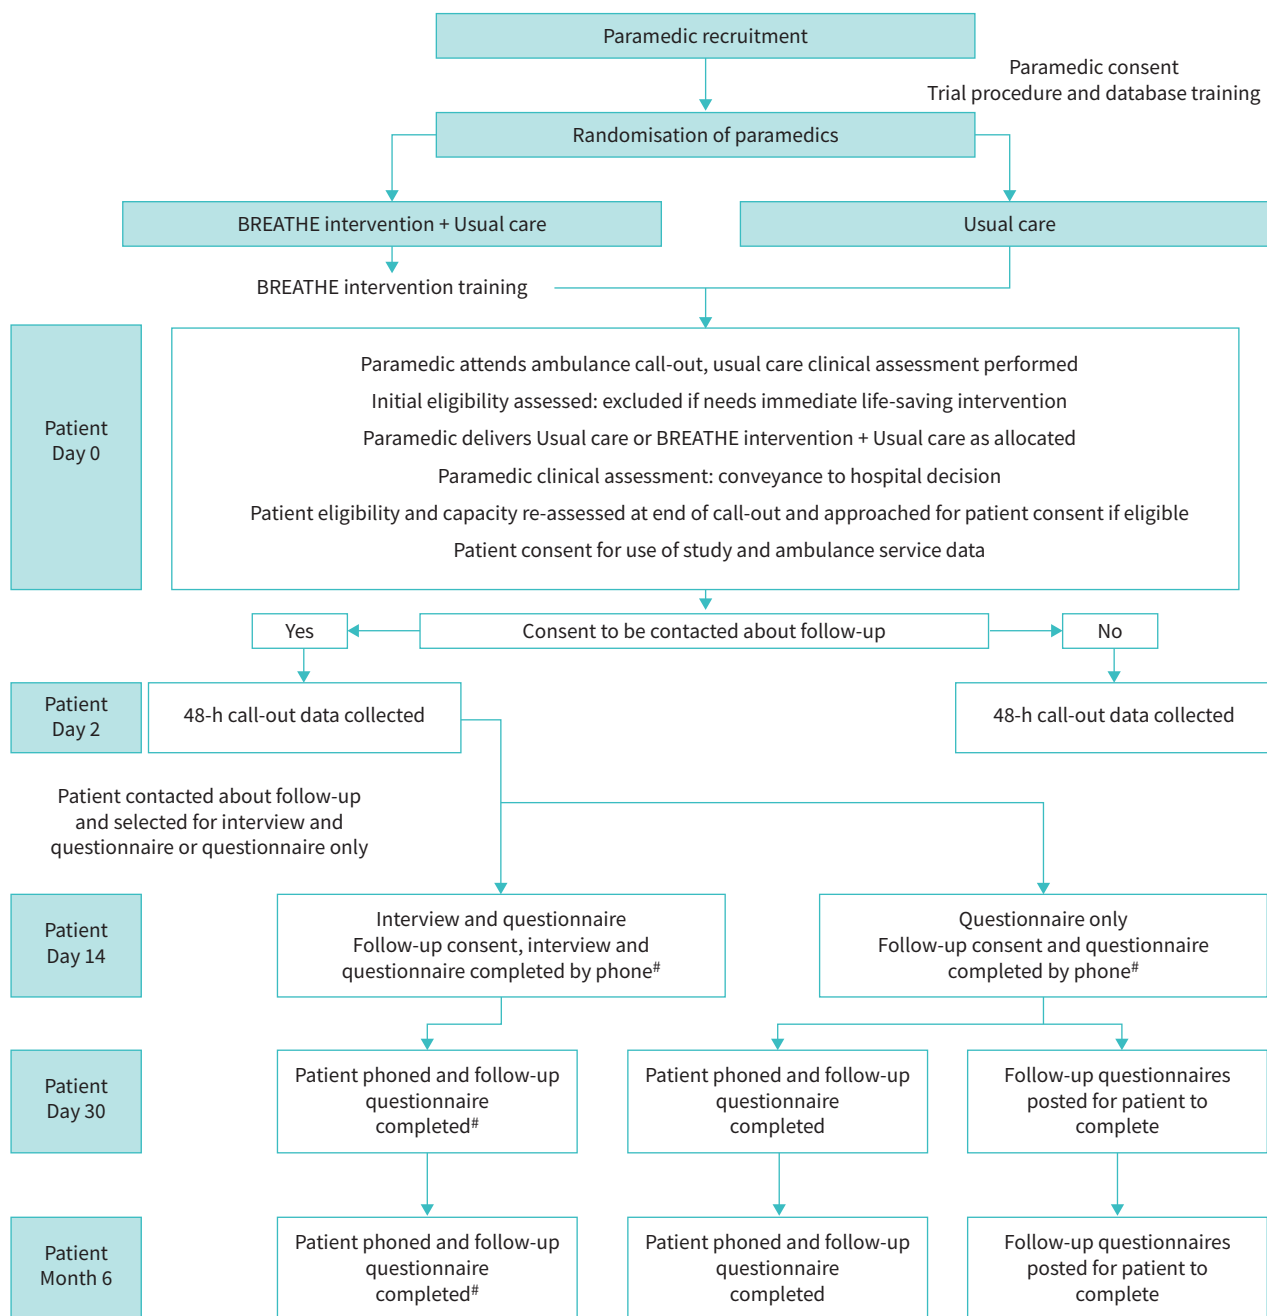 Paramedic recruitment
Paramedic consent
Trial procedure and database training
Randomisation of paramedics
BREATHE intervention + Usual care
Usual care
BREATHE intervention training
Patient
Day 0
Paramedic attends ambulance call-out, usual care clinical assessment performed
Initial eligibility assessed: excluded if needs immediate life-saving intervention
Paramedic delivers Usual care or BREATHE intervention + Usual care as allocated
Paramedic clinical assessment: conveyance to hospital decision
Patient eligibility and capacity re-assessed at end of call-out and approached for patient consent if eligible
Patient consent for use of study and ambulance service data
Yes
Consent to be contacted about follow-up
No
Patient
Day 2
48-h call-out data collected
48-h call-out data collected
Patient contacted about follow-up
and selected for interview and
questionnaire or questionnaire only
Patient
Day 14
Interview and questionnaire
Follow-up consent, interview and
questionnaire completed by phone#
Questionnaire only
Follow-up consent and questionnaire
completed by phone#
Patient
Day 30
Patient phoned and follow-up
questionnaire
completed#
Patient phoned and follow-up
questionnaire
completed
Follow-up questionnaires
posted for patient to
complete
Patient
Month 6
Patient phoned and follow-up
questionnaire
completed#
Patient phoned and follow-up
questionnaire
completed
Follow-up questionnaires
posted for patient to
complete